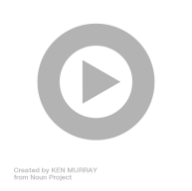 Created by KEN MURRAY
from Noun Project